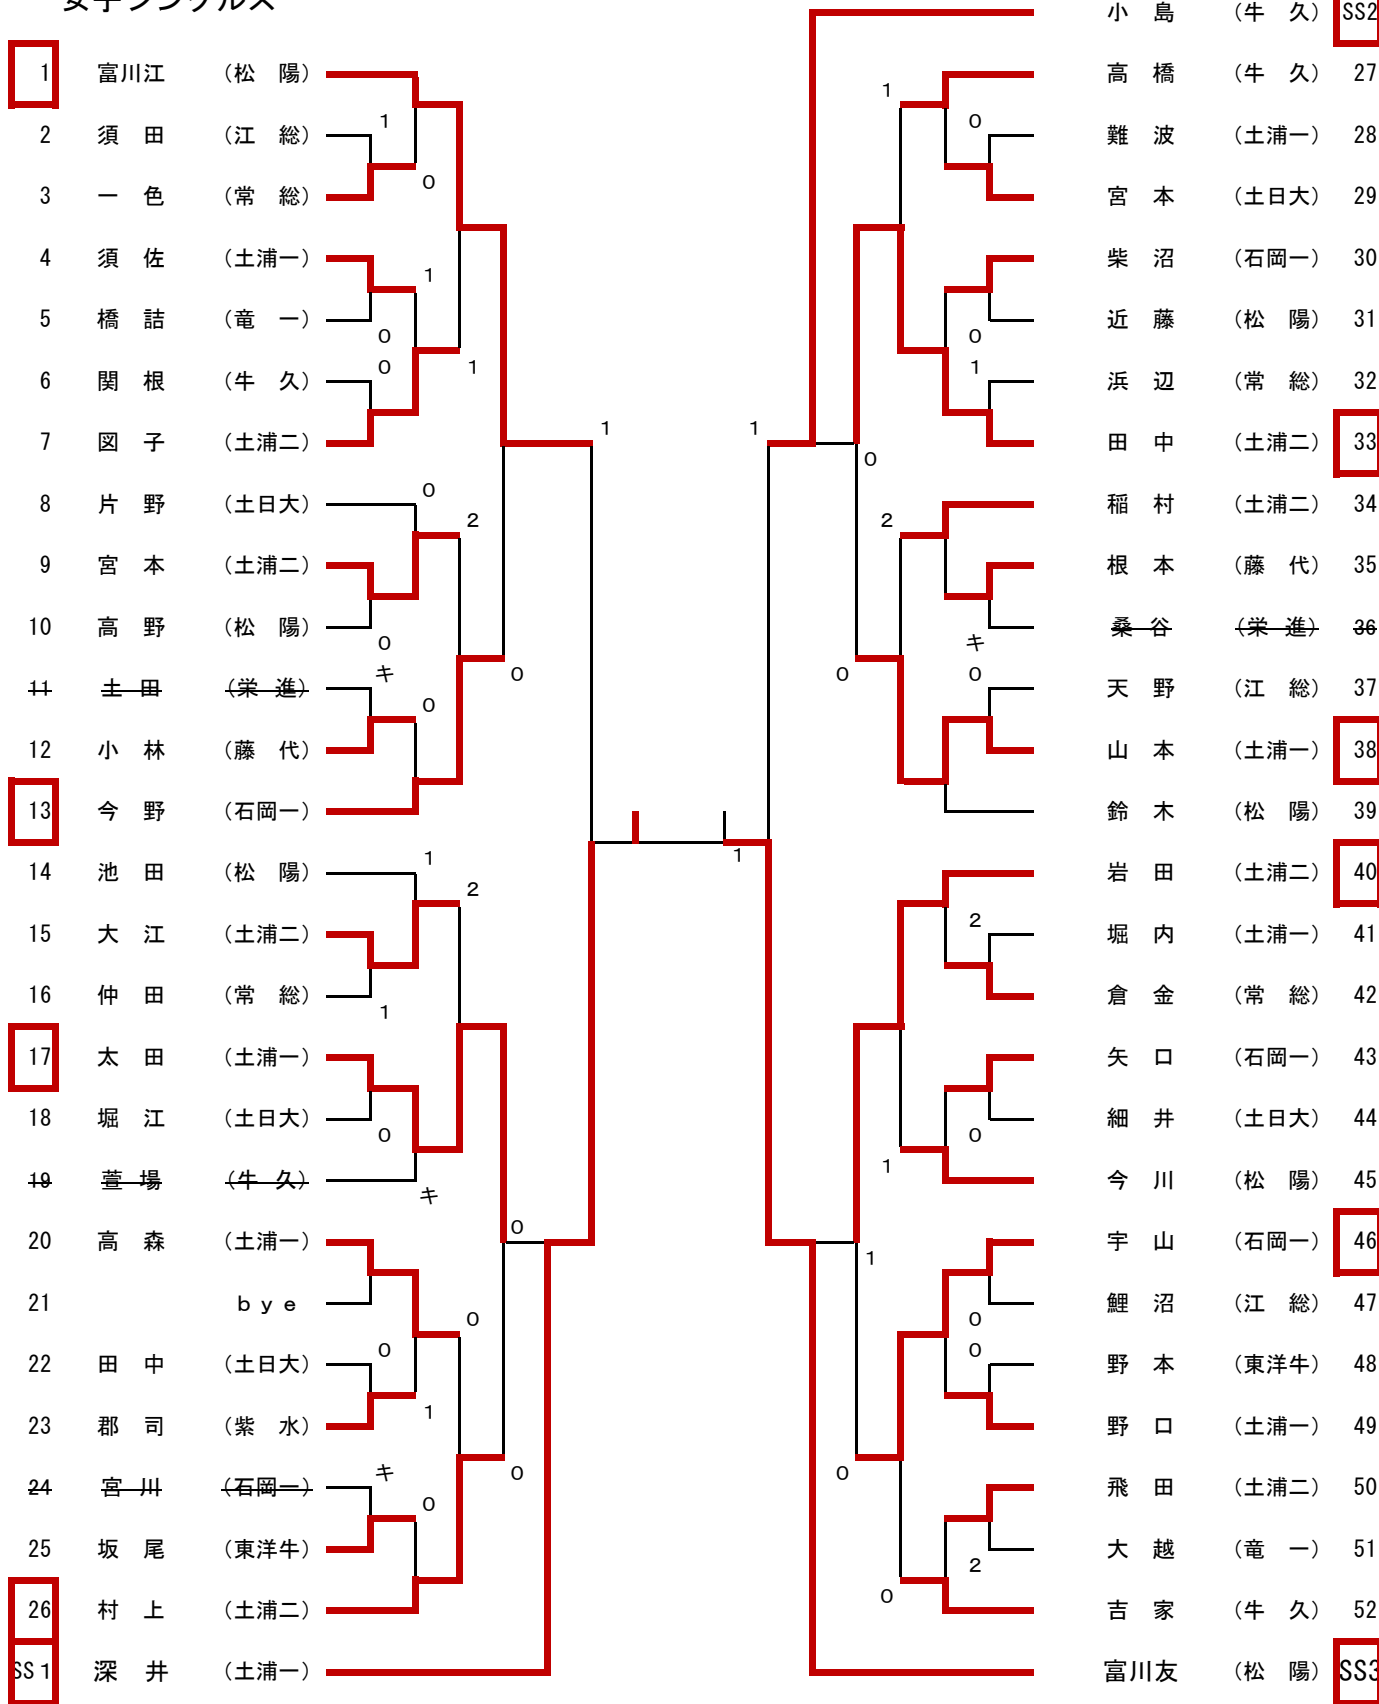 女子シングルス
小 島 （牛 久） SS2
1 富川江 （松 陽）
高 橋 （牛 久） 27
1
1
0
2 須 田 （江 総）
難 波 （土浦一） 28
0
3 一 色 （常 総）
宮 本 （土日大） 29
4 須 佐 （土浦一）
柴 沼 （石岡一） 30
1
5 橋 詰 （竜 一）
近 藤 （松 陽） 31
0
0
0
1
1
6 関 根 （牛 久）
浜 辺 （常 総） 32
1
1
7 図 子 （土浦二）
田 中 （土浦二） 33
0
0
8 片 野 （土日大）
稲 村 （土浦二） 34
2
2
9 宮 本 （土浦二）
根 本 （藤 代） 35
10 高 野 （松 陽）
桑 谷 （栄 進） 36
0
キ
キ
0
0
0
11 土 田 （栄 進）
天 野 （江 総） 37
0
12 小 林 （藤 代）
山 本 （土浦一） 38
13 今 野 （石岡一）
鈴 木 （松 陽） 39
1
1
14 池 田 （松 陽）
岩 田 （土浦二） 40
2
2
15 大 江 （土浦二）
堀 内 （土浦一） 41
16 仲 田 （常 総）
倉 金 （常 総） 42
1
17 太 田 （土浦一）
矢 口 （石岡一） 43
18 堀 江 （土日大）
細 井 （土日大） 44
0
0
1
19 萱 場 （牛 久）
今 川 （松 陽） 45
キ
0
20 高 森 （土浦一）
宇 山 （石岡一） 46
1
21 bye
鯉 沼 （江 総） 47
0
0
0
0
22 田 中 （土日大）
野 本 （東洋牛） 48
1
23 郡 司 （紫 水）
野 口 （土浦一） 49
キ
0
0
24 宮 川 （石岡一）
飛 田 （土浦二） 50
0
25 坂 尾 （東洋牛）
大 越 （竜 一） 51
2
0
26 村 上 （土浦二）
吉 家 （牛 久） 52
SS1 深 井 （土浦一）
富川友 （松 陽） SS3